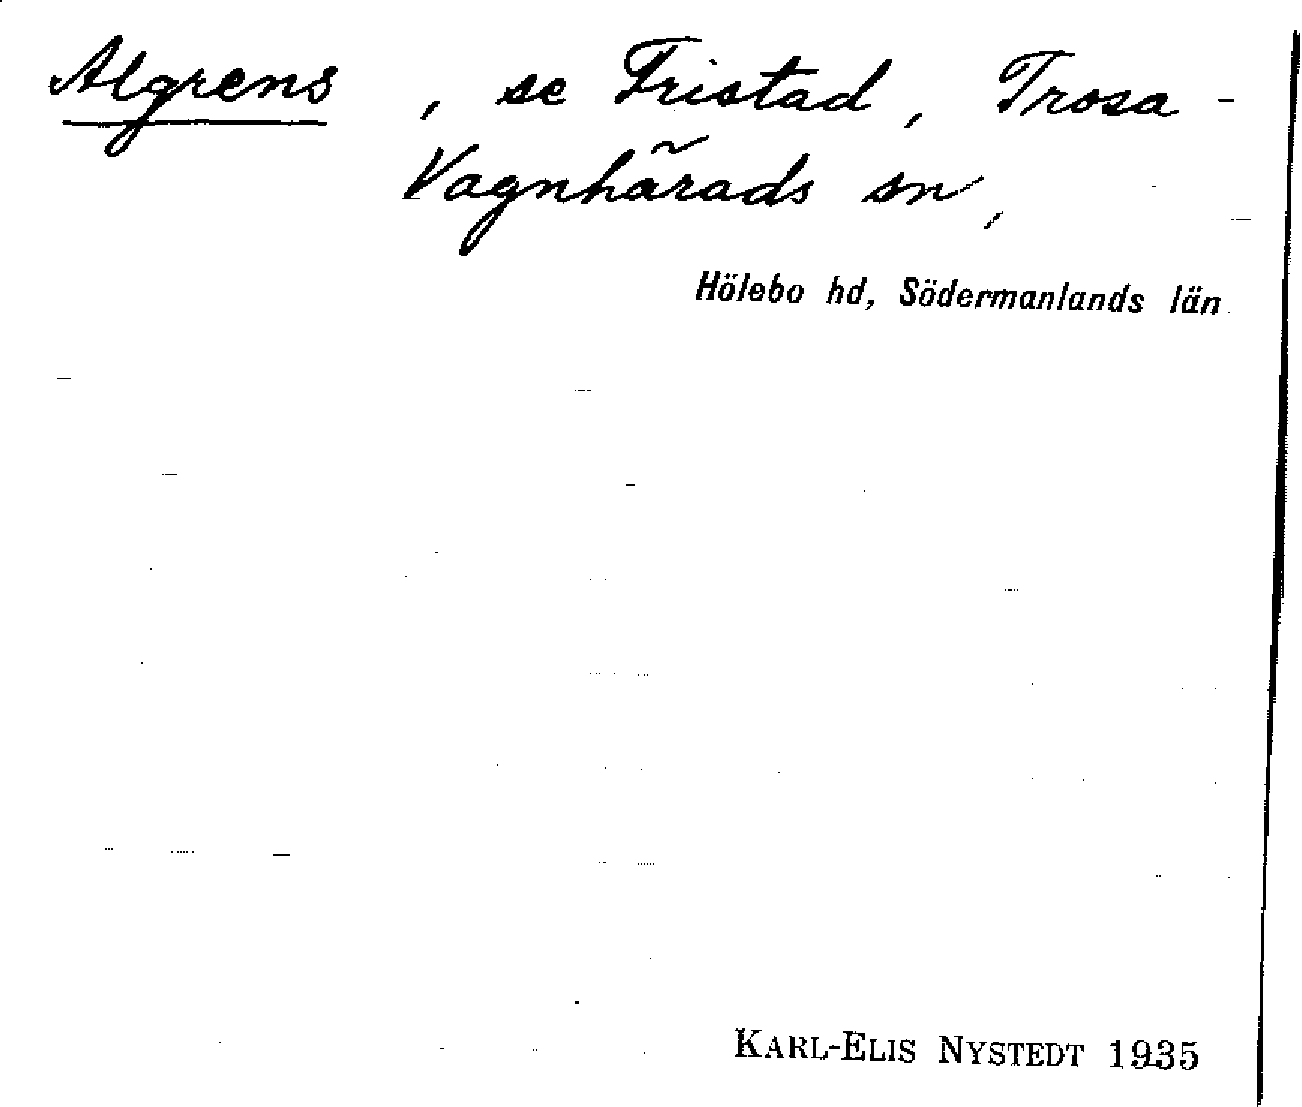 Algrens , se Fristad, Trosa-
Vagnhärads sn,
Hölebo hd, Södermanlands län
KARL-ELIS NYSTEDT 1935